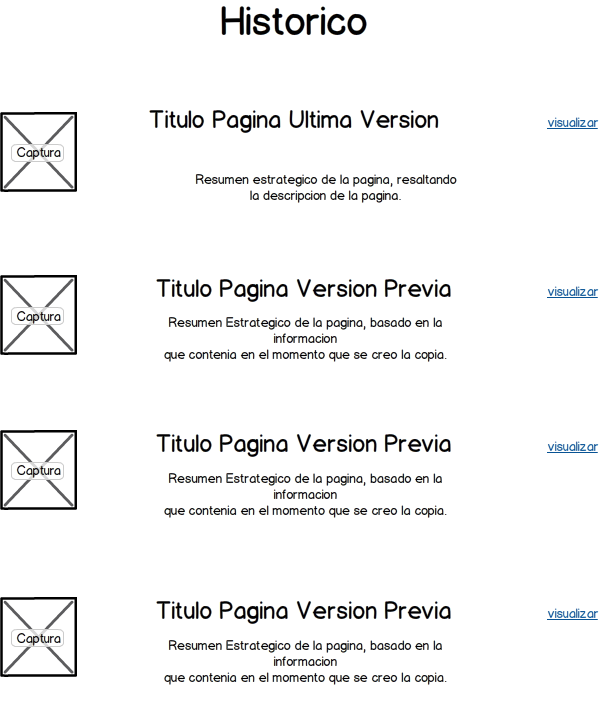 Historico
Captura
Titulo Pagina Ultima Version
visualizar
Resumen estrategico de la pagina, resaltando
la descripcion de la pagina.
Captura
Titulo Pagina Version Previa
visualizar
Resumen Estrategico de la pagina, basado en la
informacion
que contenia en el momento que se creo la copia.
Captura
Titulo Pagina Version Previa
visualizar
Resumen Estrategico de la pagina, basado en la
informacion
que contenia en el momento que se creo la copia.
Captura
Titulo Pagina Version Previa
visualizar
Resumen Estrategico de la pagina, basado en la
informacion
que contenia en el momento que se creo la copia.